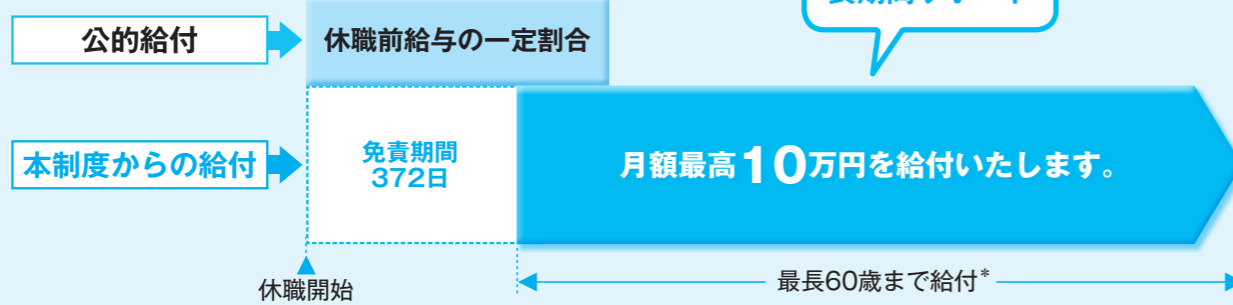 公的給付
休職前給与の一定割合
本制度からの給付
免責期間
372日
月額最高10万円を給付いたします。
休職開始
最長60歳まで給付*